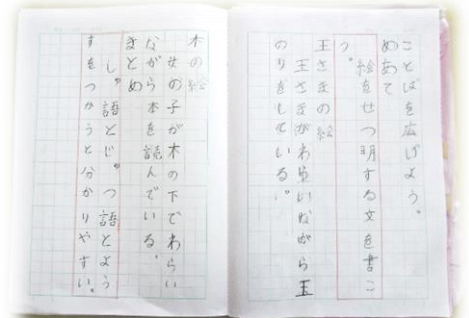 ことばを広げよう。
めあて
絵をせつ明する文を書こ
う。
王さまの絵
王さまがわらいながら玉
のりをしている。
木の絵
女の子が木の下でわらい
ながら本を読んでいる。
まとめ
しゅ語とじゅつ語とよう
すをつかうと分かりやすい。